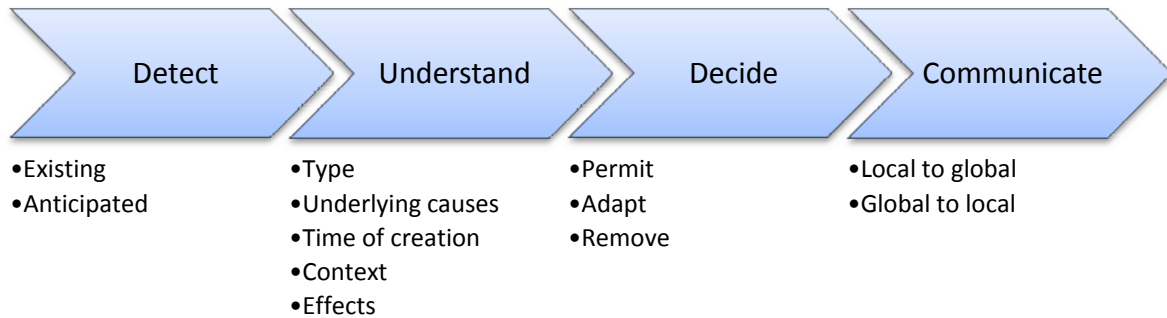 Detect
Understand
Decide
Communicate
•Existing
•Anticipated
•Type
•Underlying causes
•Time of creation
•Context
•Effects
•Permit
•Adapt
•Remove
•Local to global
•Global to local